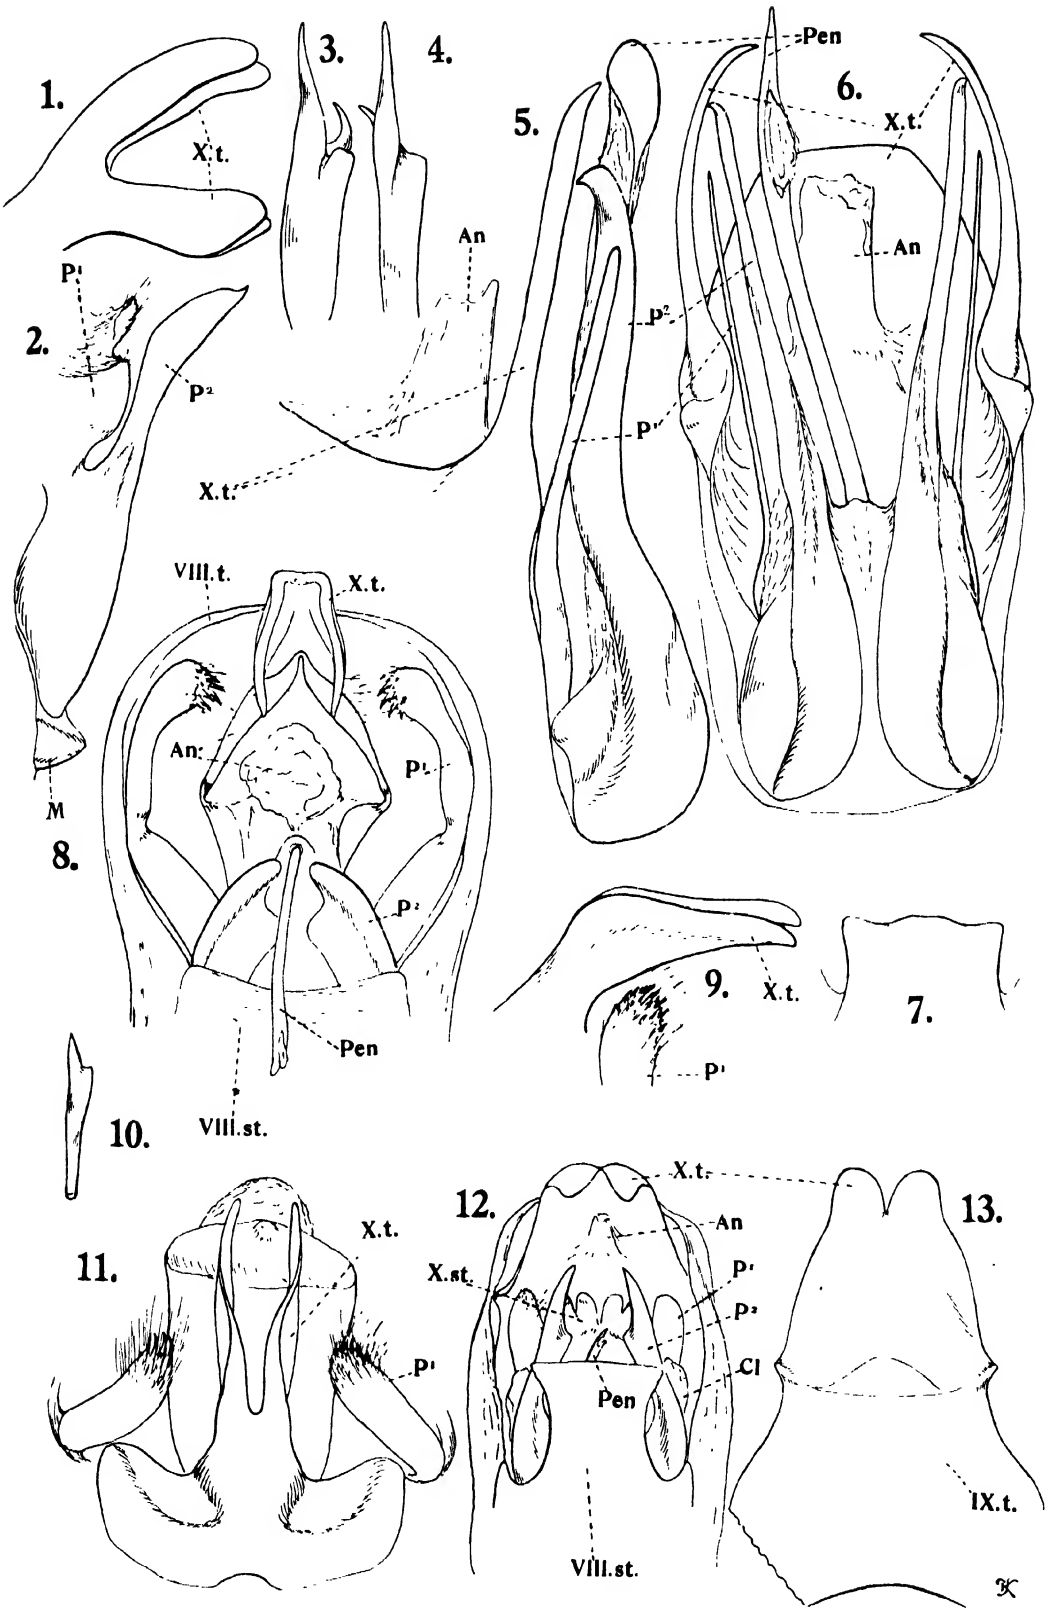 1.
X.t.
3.
4.
5.
Pen
6.
X.t.
An
An
P¹
2.
P²
P²
P¹
X.t.
M
VIII.t.
X.t.
8.
An.
P¹
P²
Pen
VIII.st.
9.
X.t.
7.
P¹
10.
11.
X.t.
P¹
12.
X.t.
13.
An
X.st.
P¹
P²
Cl
Pen
VIII.st.
IX.t.